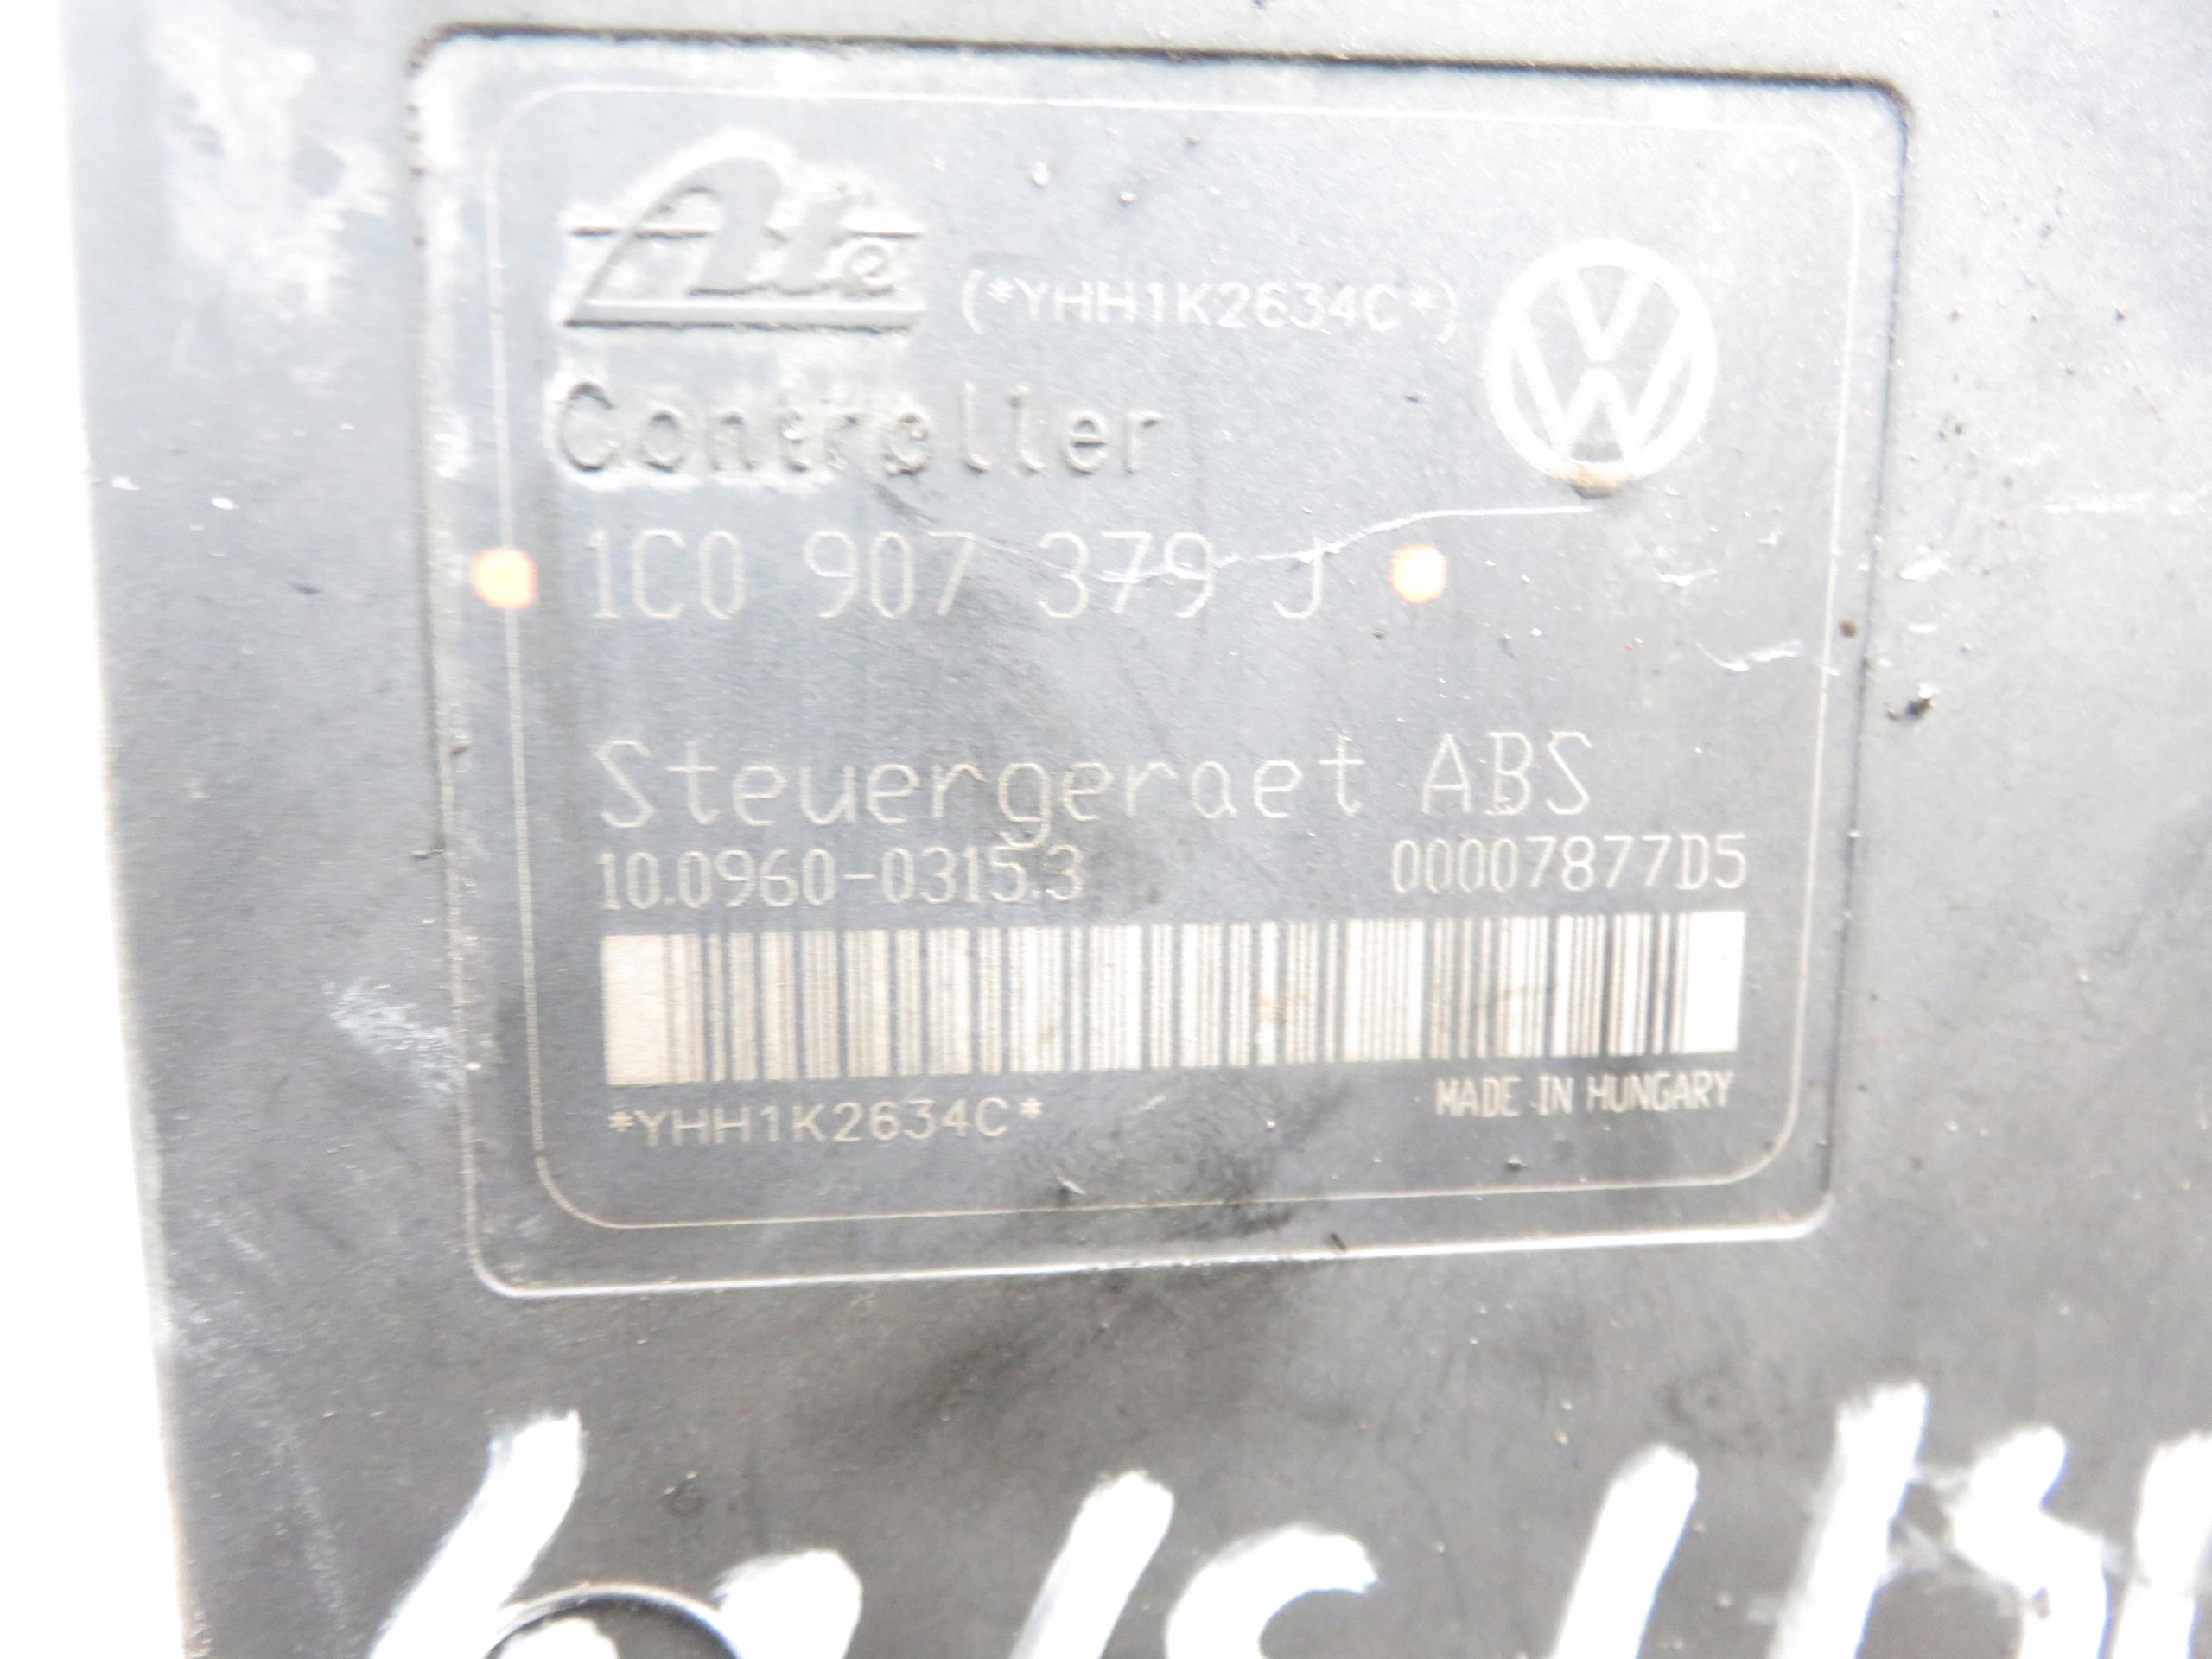 Ate
(*YHH1K2634C*)
Controller
1C0 907 379 J
Steuergeraet ABS
10.0960-0315.3 00007877D5
*YHH1K2634C*
MADE IN HUNGARY